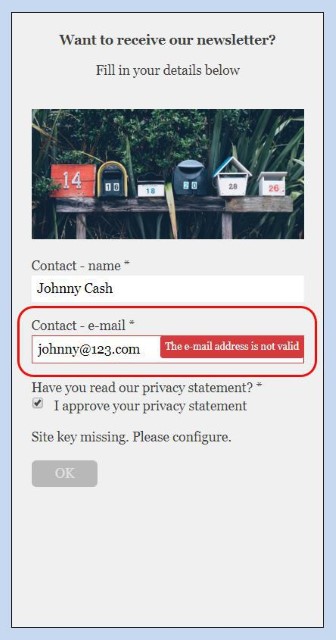 Want to receive our newsletter?
Fill in your details below
14 16 18 20 28 26
Contact - name *
Johnny Cash
Contact - e-mail *
johnny@123.com The e-mail address is not valid
Have you read our privacy statement? *
I approve your privacy statement
Site key missing. Please configure.
OK